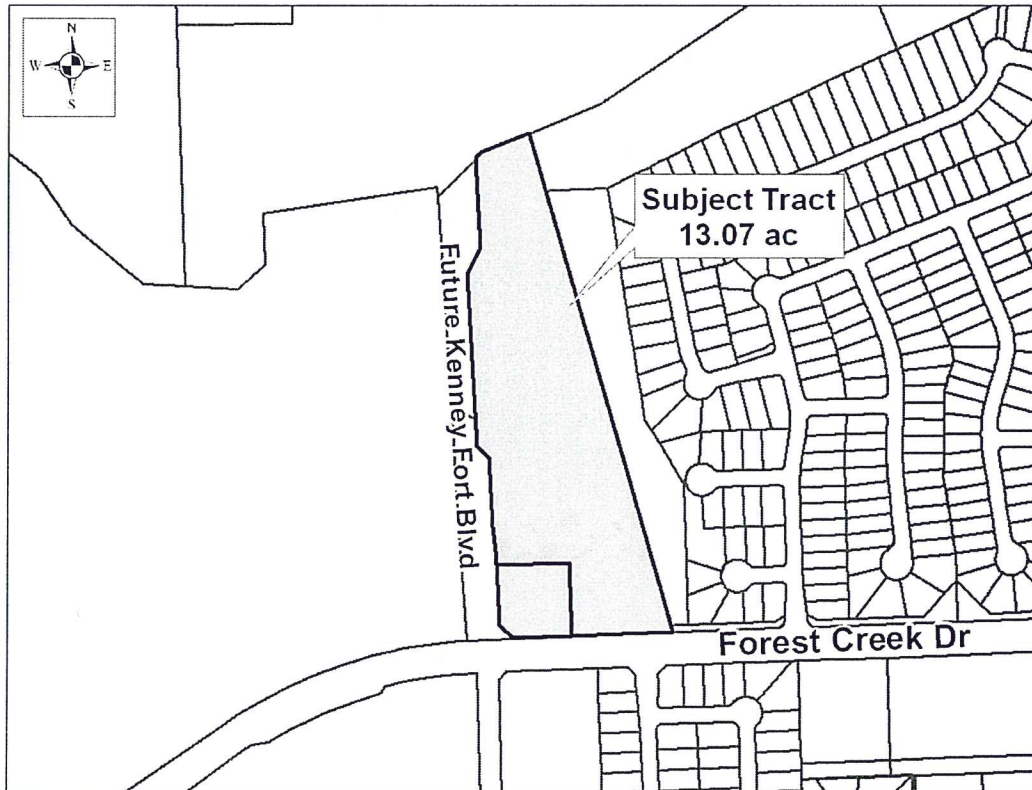 N
W E
S
Subject Tract
13.07 ac
Future Kenney Fort Blvd
Forest Creek Dr